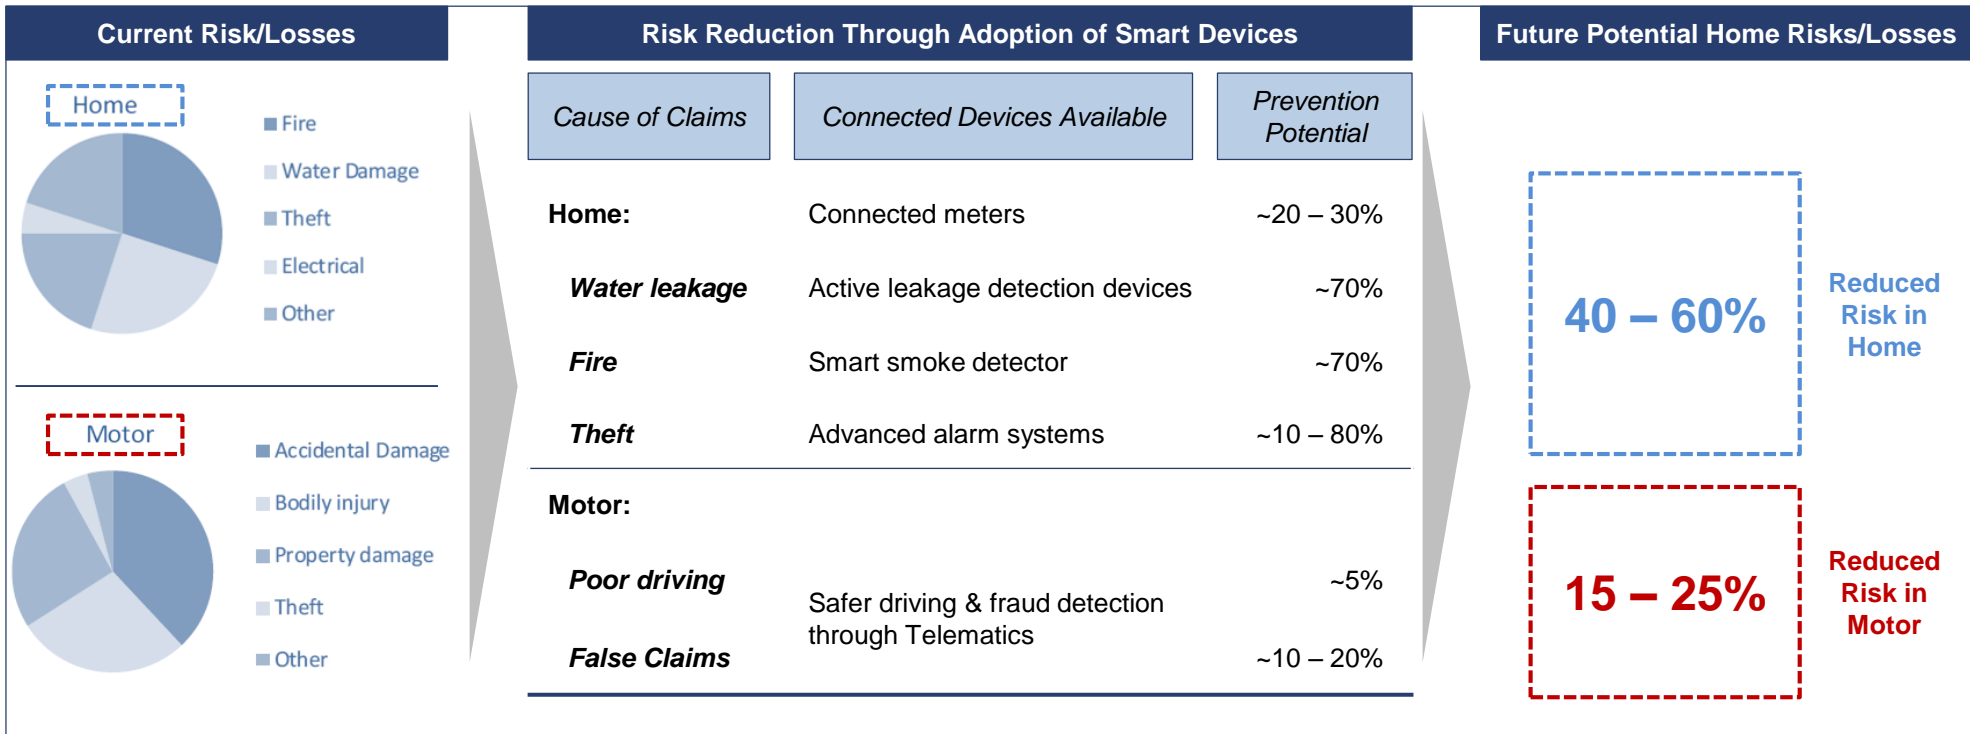 Current Risk/Losses
Home
Fire
Water Damage
Theft
Electrical
Other
Motor
Accidental Damage
Bodily injury
Property damage
Theft
Other
Risk Reduction Through Adoption of Smart Devices
Cause of Claims
Connected Devices Available
Prevention
Potential
Home:
Connected meters
~20 – 30%
Water leakage
Active leakage detection devices
~70%
Fire
Smart smoke detector
~70%
Theft
Advanced alarm systems
~10 – 80%
Motor:
Poor driving
~5%
Safer driving & fraud detection
through Telematics
False Claims
~10 – 20%
Future Potential Home Risks/Losses
40 – 60%
Reduced
Risk in
Home
15 – 25%
Reduced
Risk in
Motor